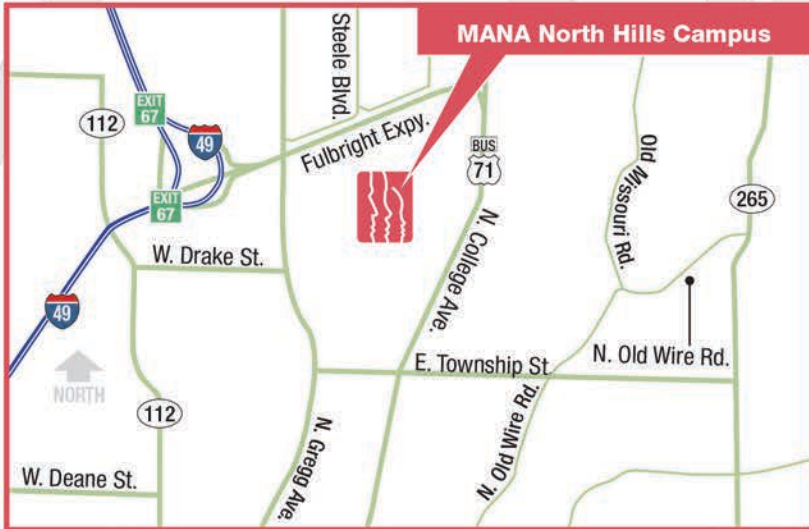 MANA North Hills Campus
Steele Blvd.
EXIT
67
112
49
Fulbright Expy.
BUS
71
Old Missouri Rd.
265
EXIT
67
W. Drake St.
N. College Ave.
49
NORTH
E. Township St.
N. Old Wire Rd.
112
N. Gregg Ave.
N. Old Wire Rd.
W. Deane St.